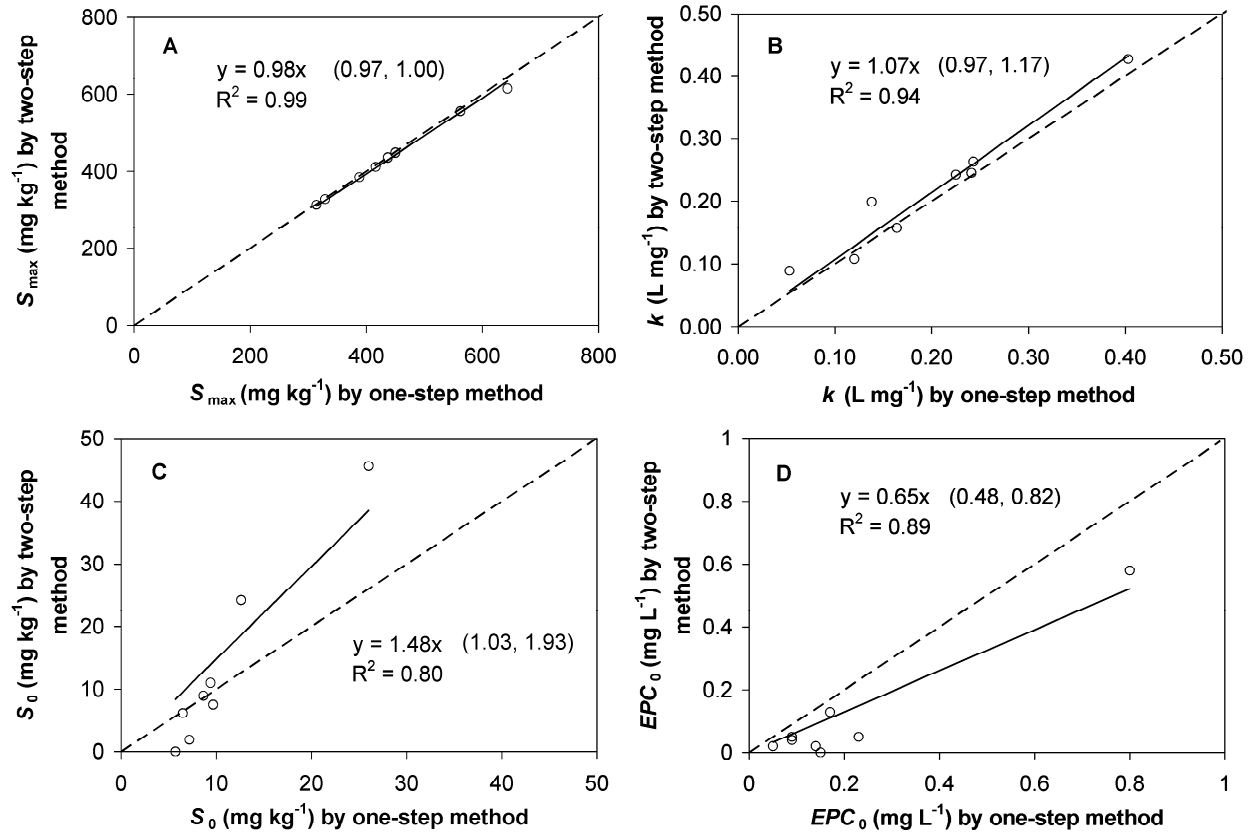 A
y = 0.98x (0.97, 1.00)
R² = 0.99
800
600
400
200
0
0 200 400 600 800
S max (mg kg⁻¹) by two-step
method
S max (mg kg⁻¹) by one-step method
B
y = 1.07x (0.97, 1.17)
R² = 0.94
0.50
0.40
0.30
0.20
0.10
0.00
0.00 0.10 0.20 0.30 0.40 0.50
k (L mg⁻¹) by two-step method
k (L mg⁻¹) by one-step method
C
y = 1.48x (1.03, 1.93)
R² = 0.80
50
40
30
20
10
0
0 10 20 30 40 50
S 0 (mg kg⁻¹) by two-step
method
S 0 (mg kg⁻¹) by one-step method
D
y = 0.65x (0.48, 0.82)
R² = 0.89
1
0.8
0.6
0.4
0.2
0
0 0.2 0.4 0.6 0.8 1
EPC 0 (mg L⁻¹) by two-step
method
EPC 0 (mg L⁻¹) by one-step method